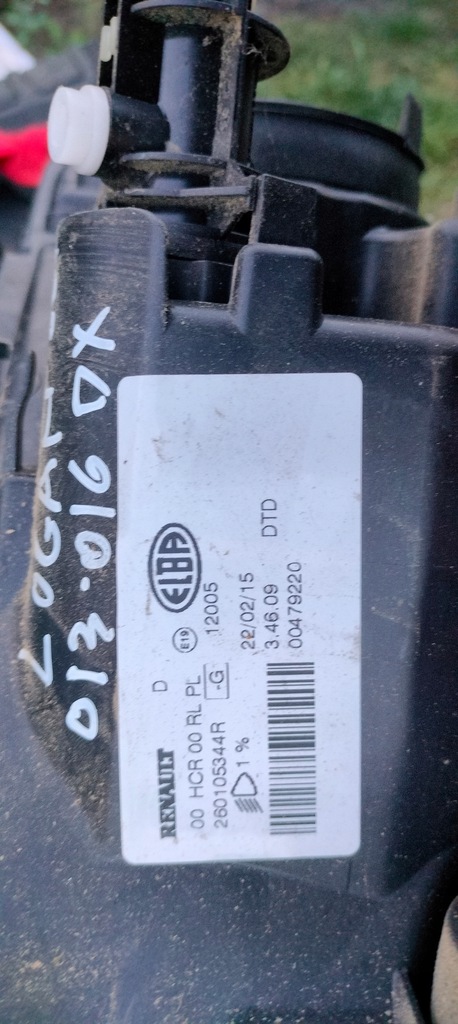 LOGAN
013-016 DX
RENAULT D
00 HCR 00 RL PL E19 ELBA
260105344R -G 12005
1 % 22/02/15
3.46.09 DTD
00479220